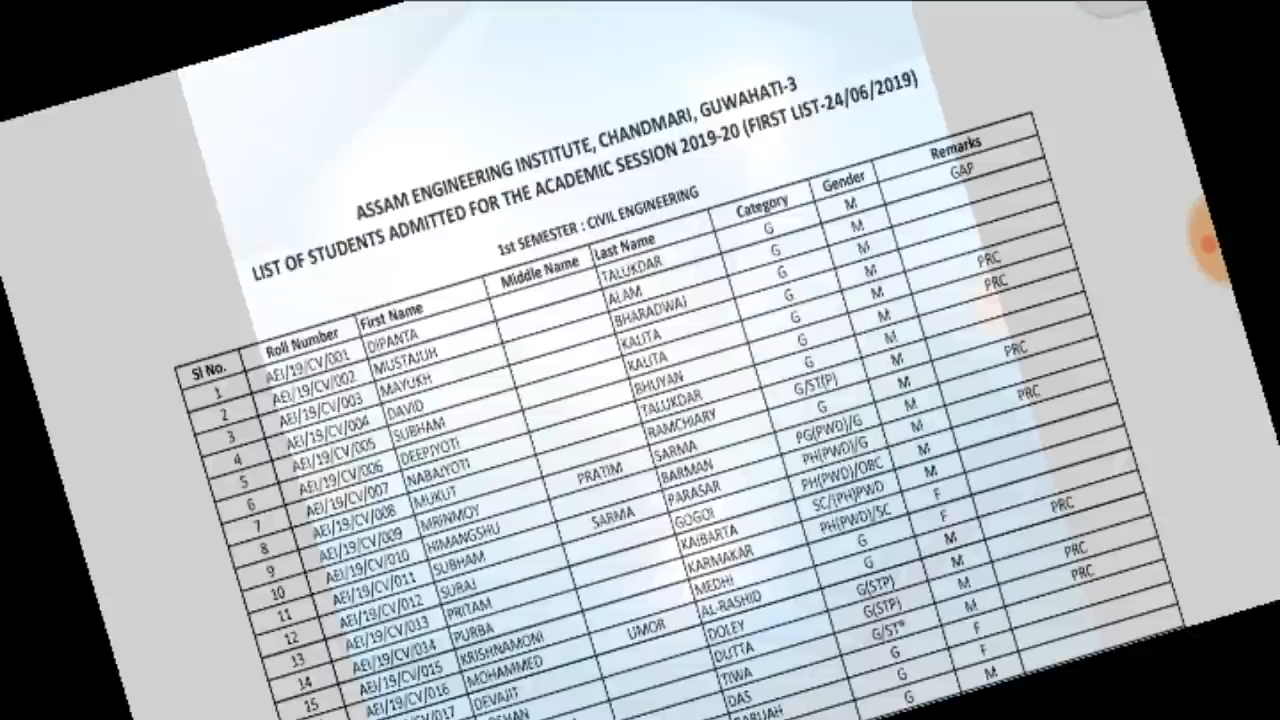 ASSAM ENGINEERING INSTITUTE, CHANDMARI, GUWAHATI-3
LIST OF STUDENTS ADMITTED FOR THE ACADEMIC SESSION 2019-20 (FIRST LIST-24/06/2019)
1st SEMESTER : CIVIL ENGINEERING
Sl No. Roll Number First Name Middle Name Last Name Category Gender Remarks
1 AEI/19/CV/001 DIPANTA TALUKDAR G M GAP
2 AEI/19/CV/002 MUSTAJUH ALAM G M
3 AEI/19/CV/003 MAYUKH BHARADWAJ G M
4 AEI/19/CV/004 DAVID KALITA G M
5 AEI/19/CV/005 SUBHAM KALITA G M PRC
6 AEI/19/CV/006 DEEPJYOTI BHUYAN G M PRC
7 AEI/19/CV/007 NABAJYOTI TALUKDAR G M
8 AEI/19/CV/008 MUKUT RAMCHIARY G/ST(P) M
9 AEI/19/CV/009 MRINMOY PRATIM SARMA G M PRC
10 AEI/19/CV/010 HIMANGSHU BARMAN PG(PWD)/G M
11 AEI/19/CV/011 SUBHAM SARMA PARASAR PH(PWD)/G M PRC
12 AEI/19/CV/012 SURAJ GOGOI PH(PWD)/OBC M
13 AEI/19/CV/013 PRITAM KAIBARTA SC/(PH)PWD M
14 AEI/19/CV/014 PURBA KARMAKAR PH(PWD)/SC F
15 AEI/19/CV/015 KRISHNAMONI MEDHI G F
AEI/19/CV/016 MOHAMMED UMOR AL-RASHID G M PRC
CV/017 DEVAJIT DOLEY G(STP) M
DUTTA G(STP) M PRC
TIWA G/ST* M PRC
DAS G F
BARUAH G F
G M